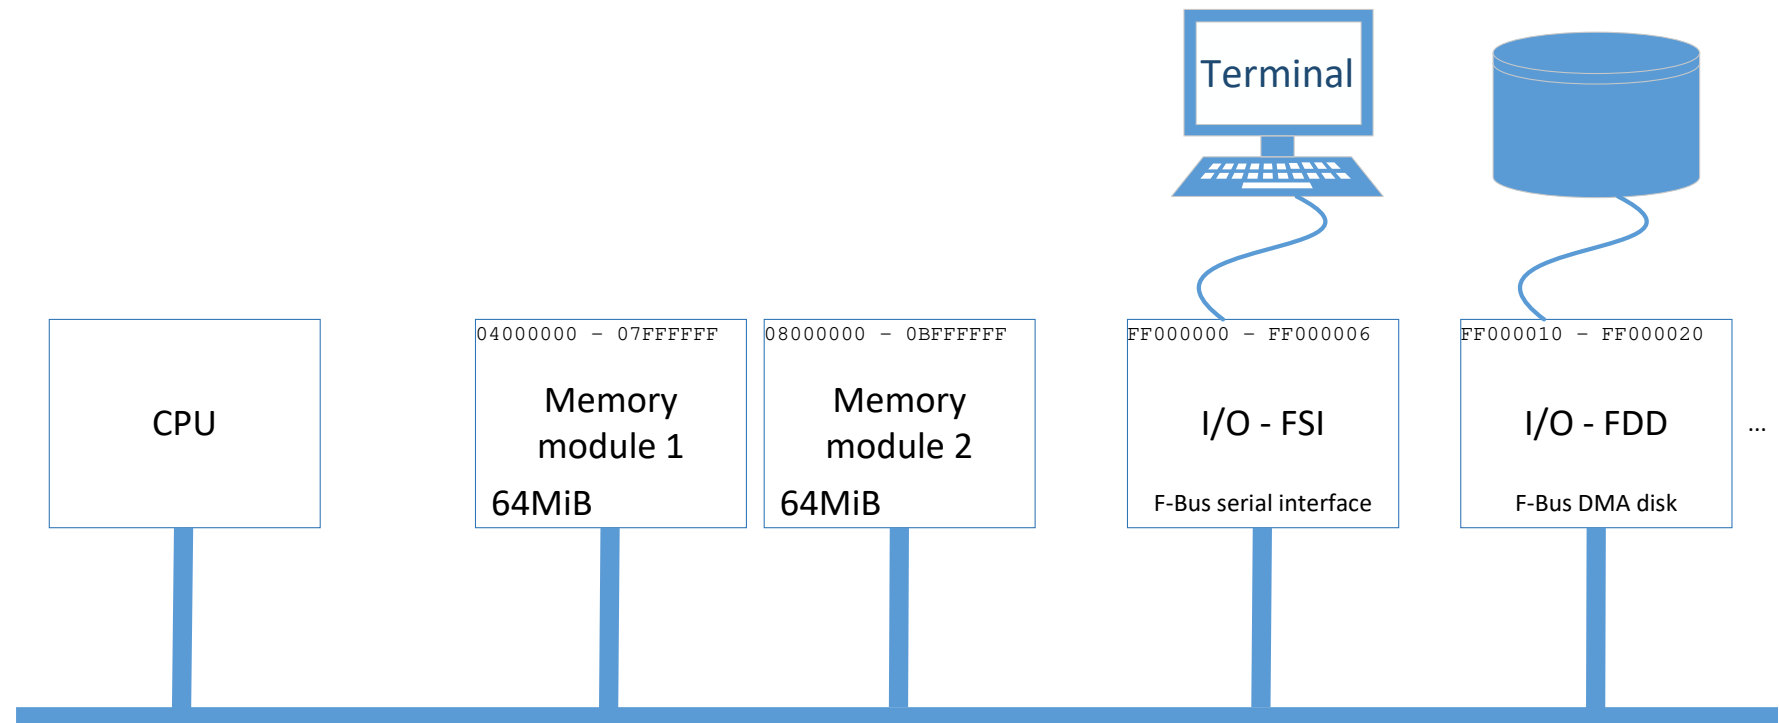 Terminal
04000000 – 07FFFFFF
08000000 – 0BFFFFFF
FF000000 – FF000006
FF000010 – FF000020
CPU
Memory
module 1
64MiB
Memory
module 2
64MiB
I/O - FSI
F-Bus serial interface
I/O - FDD
F-Bus DMA disk
...